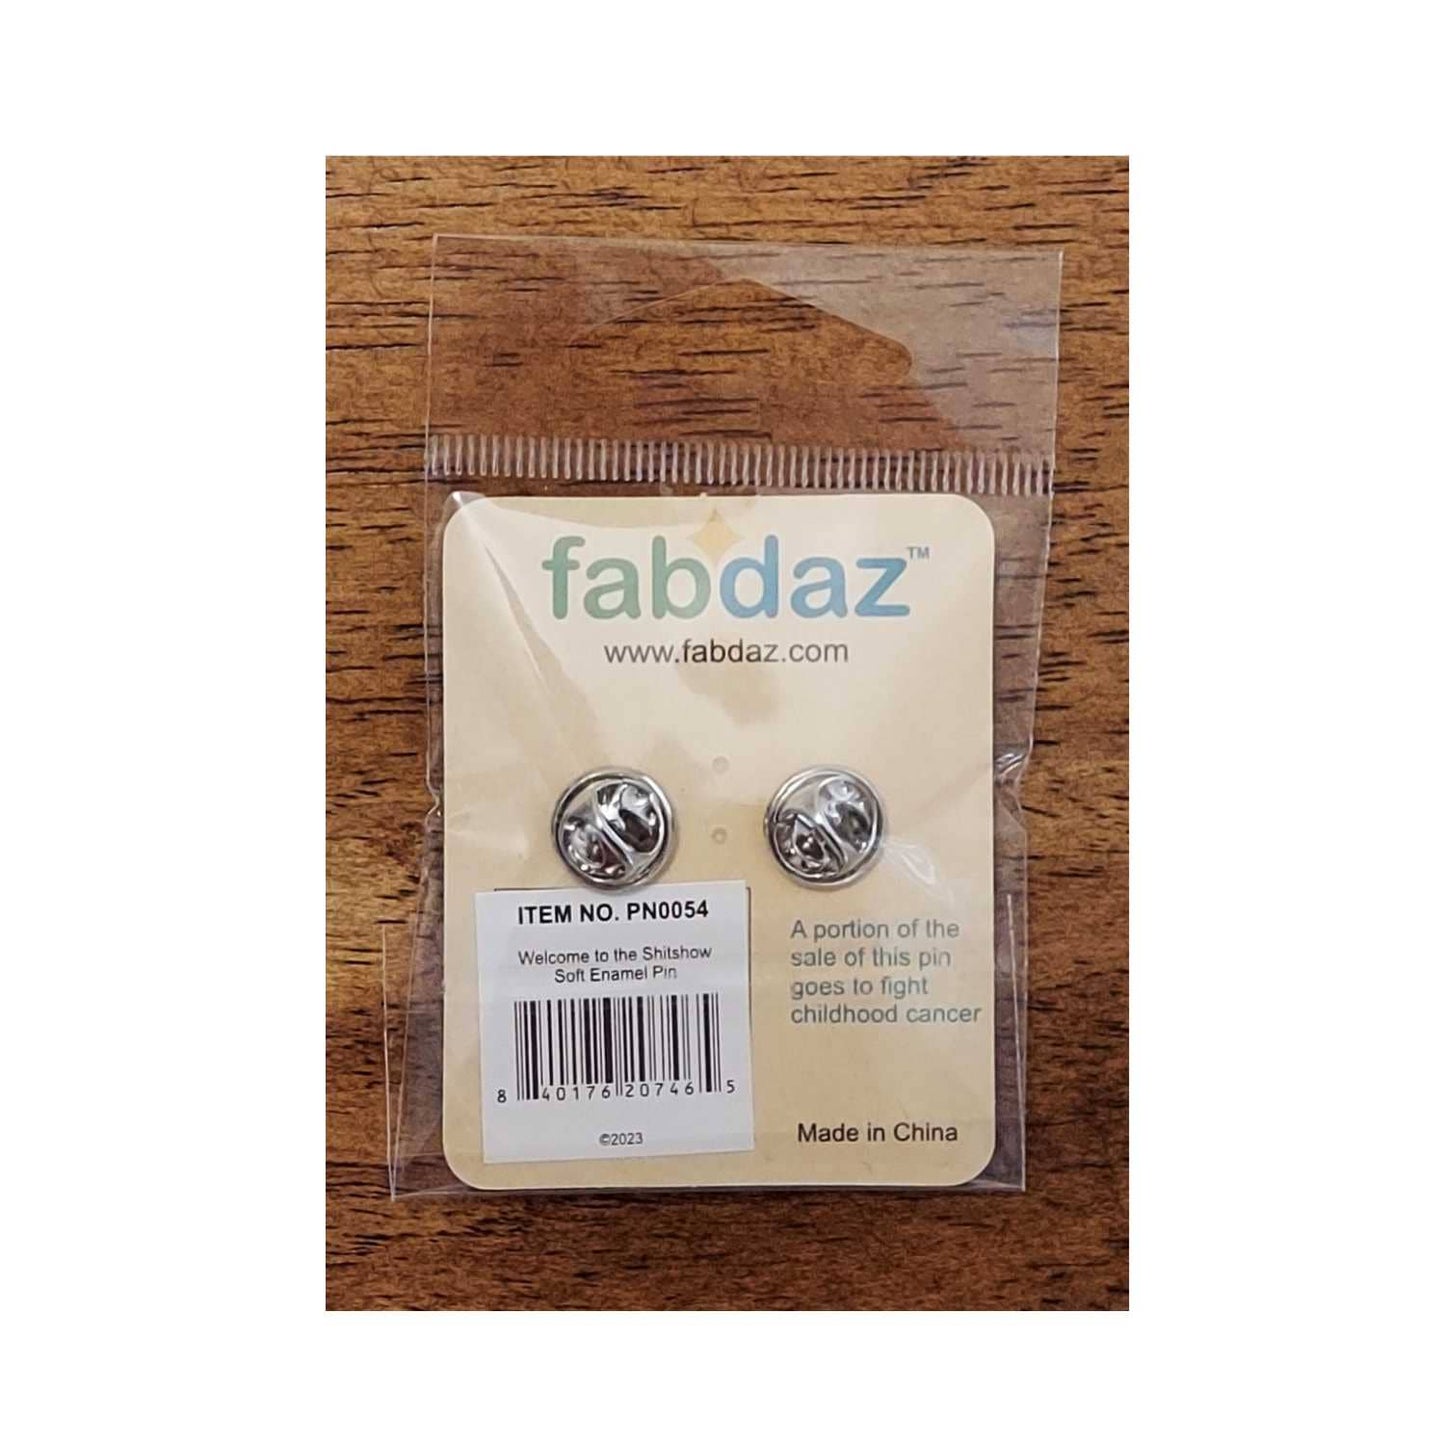 fabdaz™
www.fabdaz.com
ITEM NO. PN0054
Welcome to the Shitshow
Soft Enamel Pin
8 40176 20746 5
©2023
A portion of the
sale of this pin
goes to fight
childhood cancer
Made in China